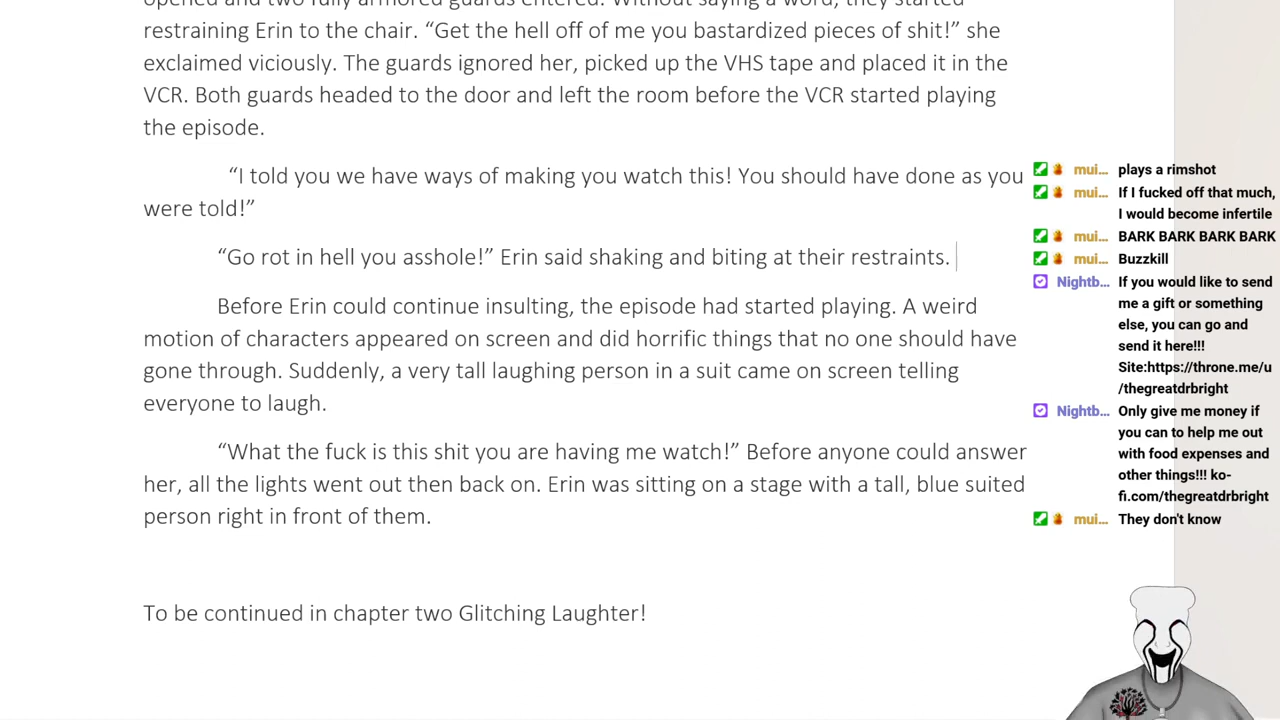 opened and two fully armored guards entered. Without saying a word, they started
restraining Erin to the chair. “Get the hell off of me you bastardized pieces of shit!” she
exclaimed viciously. The guards ignored her, picked up the VHS tape and placed it in the
VCR. Both guards headed to the door and left the room before the VCR started playing
the episode.
“I told you we have ways of making you watch this! You should have done as you
were told!”
“Go rot in hell you asshole!” Erin said shaking and biting at their restraints.
Before Erin could continue insulting, the episode had started playing. A weird
motion of characters appeared on screen and did horrific things that no one should have
gone through. Suddenly, a very tall laughing person in a suit came on screen telling
everyone to laugh.
“What the fuck is this shit you are having me watch!” Before anyone could answer
her, all the lights went out then back on. Erin was sitting on a stage with a tall, blue suited
person right in front of them.
To be continued in chapter two Glitching Laughter!
mui... plays a rimshot
mui... If I fucked off that much,
I would become infertile
mui... BARK BARK BARK BARK
mui... Buzzkill
Nightb... If you would like to send
me a gift or something
else, you can go and
send it here!!!
Site:https://throne.me/u
/thegreatdrbright
Nightb... Only give me money if
you can to help me out
with food expenses and
other things!!! ko-
fi.com/thegreatdrbright
mui... They don't know